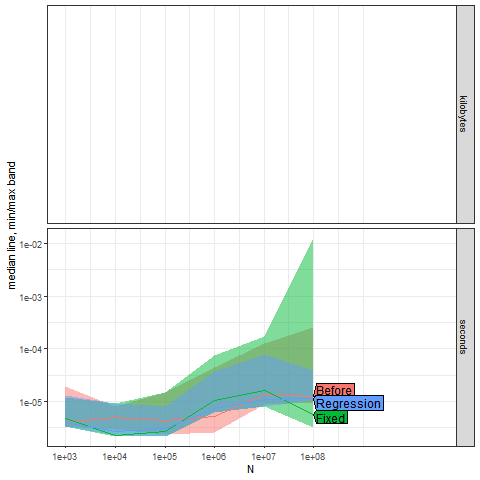 kilobytes
median line, min/max band
1e-02
1e-03
1e-04
1e-05
seconds
Before
Regression
Fixed
1e+03 1e+04 1e+05 1e+06 1e+07 1e+08
N